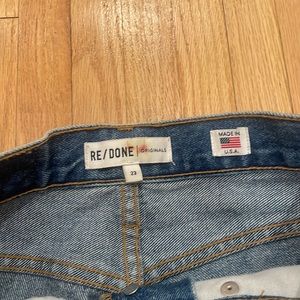 RE/DONE | ORIGINALS
23
MADE IN
U.S.A.